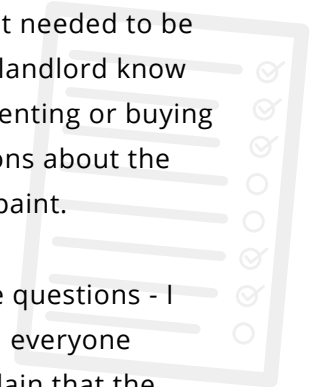 t needed to be
landlord know
enting or buying
ons about the
paint.
e questions - I
everyone
lain that the